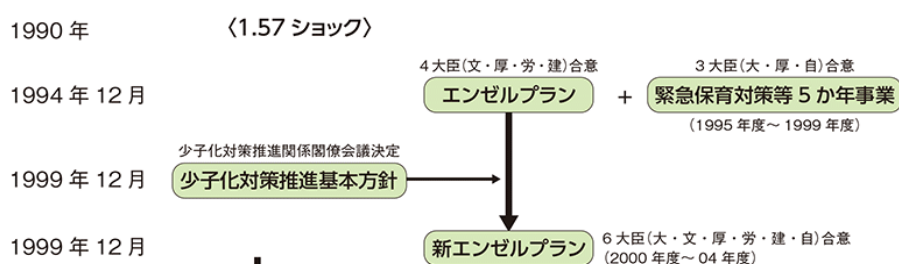 1990 年
〈1.57 ショック〉
4 大臣(文・厚・労・建)合意
3 大臣(大・厚・自)合意
1994 年 12 月
エンゼルプラン
+
緊急保育対策等 5 か年事業
(1995 年度～ 1999 年度)
少子化対策推進関係閣僚会議決定
1999 年 12 月
少子化対策推進基本方針
1999 年 12 月
新エンゼルプラン
6 大臣(大・文・厚・労・建・自)合意
(2000 年度～ 04 年度)